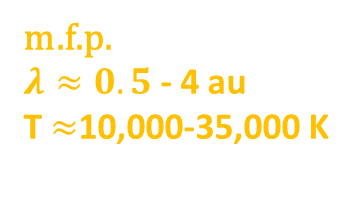 m.f.p.
λ ≈ 0.5 - 4 au
T ≈10,000-35,000 K